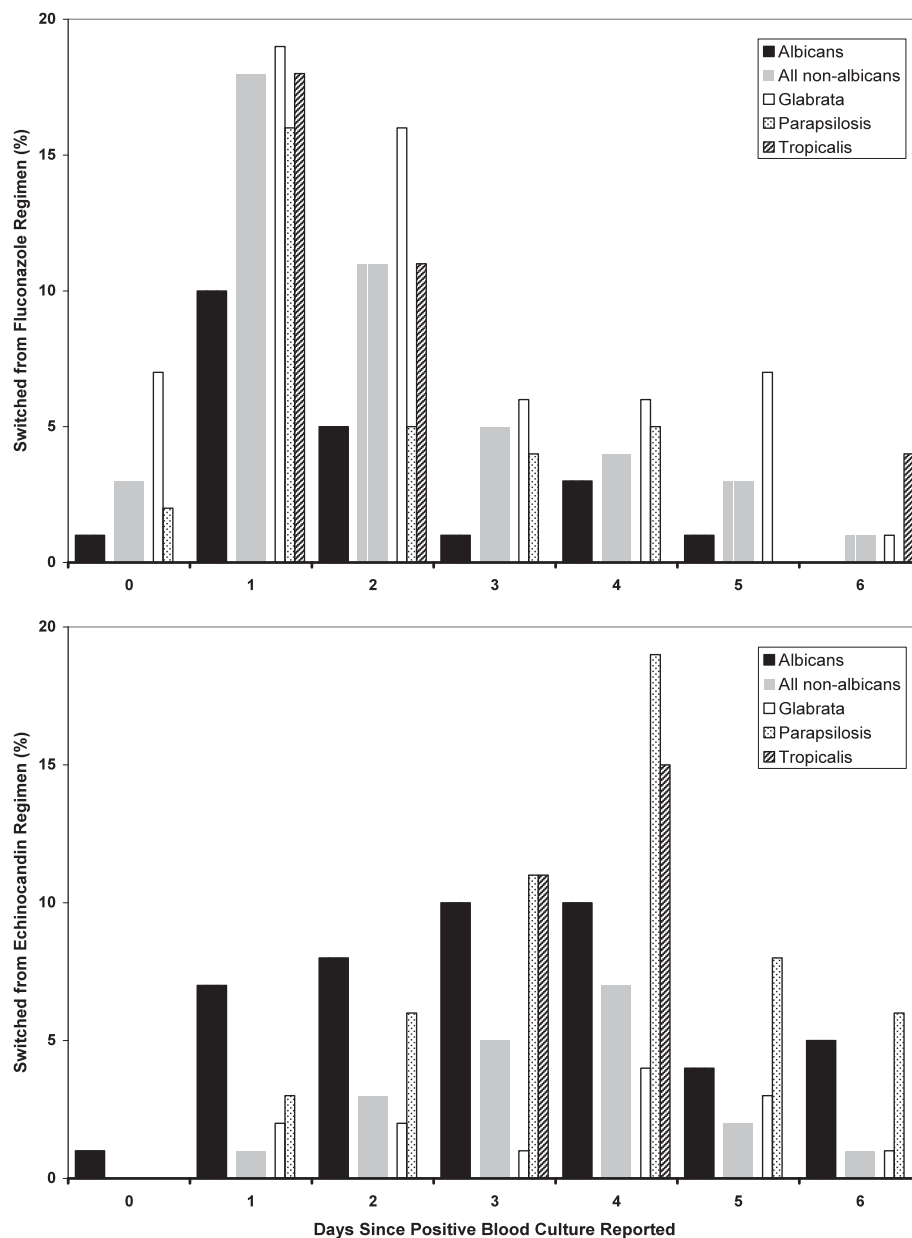 20
15
10
5
0
Switched from Fluconazole Regimen (%)
Albicans
All non-albicans
Glabrata
Parapsilosis
Tropicalis
0 1 2 3 4 5 6
20
15
10
5
0
Switched from Echinocandin Regimen (%)
Albicans
All non-albicans
Glabrata
Parapsilosis
Tropicalis
0 1 2 3 4 5 6
Days Since Positive Blood Culture Reported